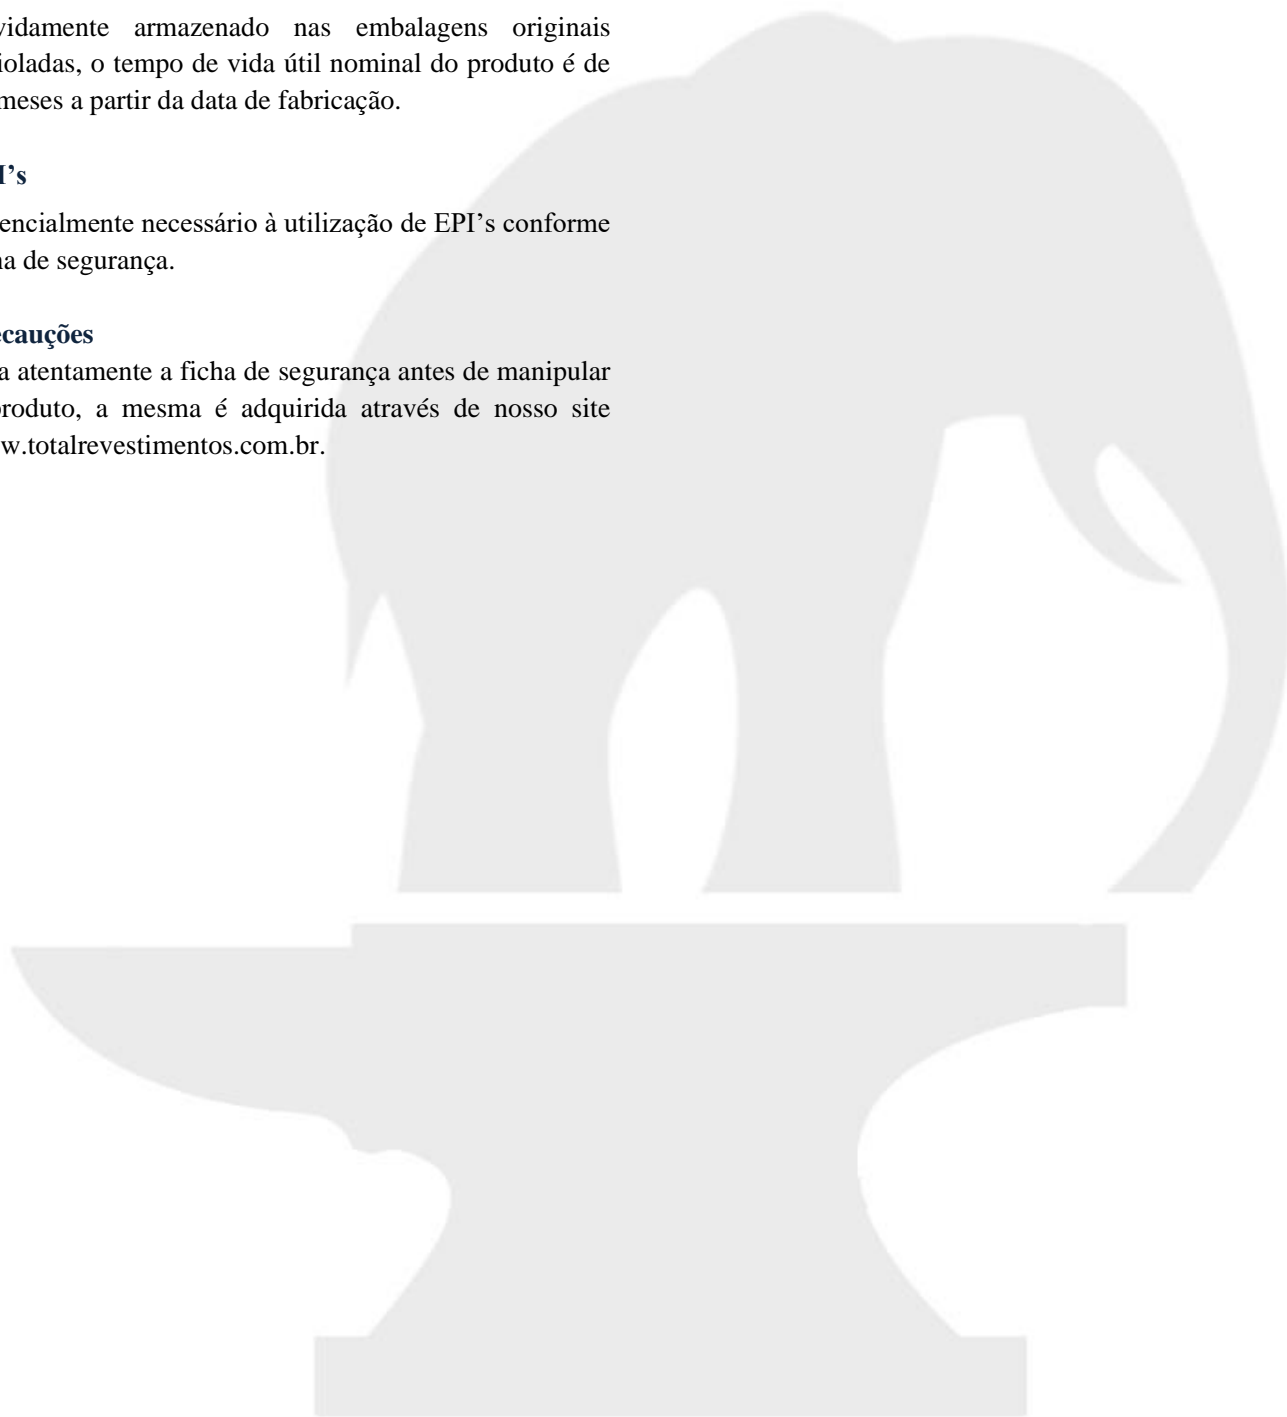 vidamente armazenado nas embalagens originais
ioladas, o tempo de vida útil nominal do produto é de
meses a partir da data de fabricação.
I’s
encialmente necessário à utilização de EPI’s conforme
na de segurança.
ecauções
a atentamente a ficha de segurança antes de manipular
produto, a mesma é adquirida através de nosso site
w.totalrevestimentos.com.br.